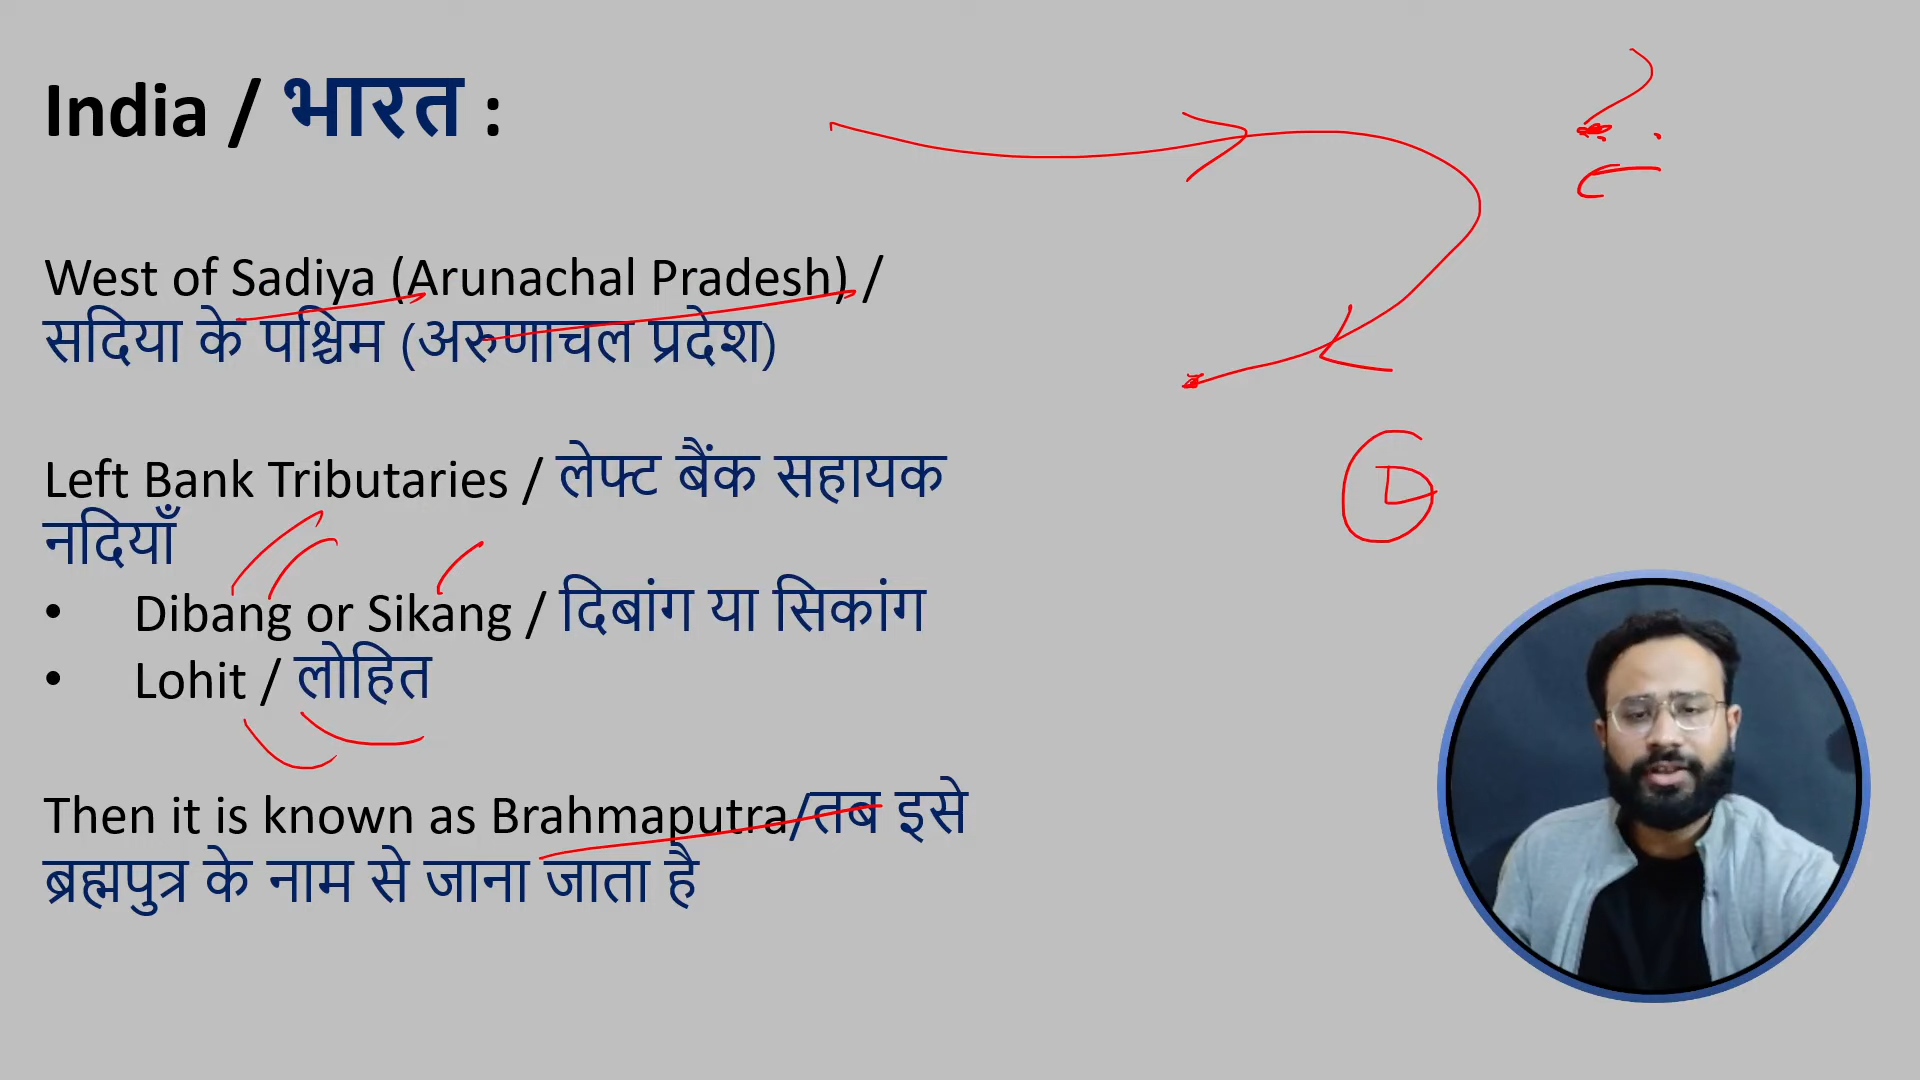 India / भारत :
West of Sadiya (Arunachal Pradesh) /
सदिया के पश्चिम (अरुणाचल प्रदेश)
Left Bank Tributaries / लेफ्ट बैंक सहायक
नदियाँ
• Dibang or Sikang / दिबांग या सिकांग
• Lohit / लोहित
Then it is known as Brahmaputra/तब इसे
ब्रह्मपुत्र के नाम से जाना जाता है